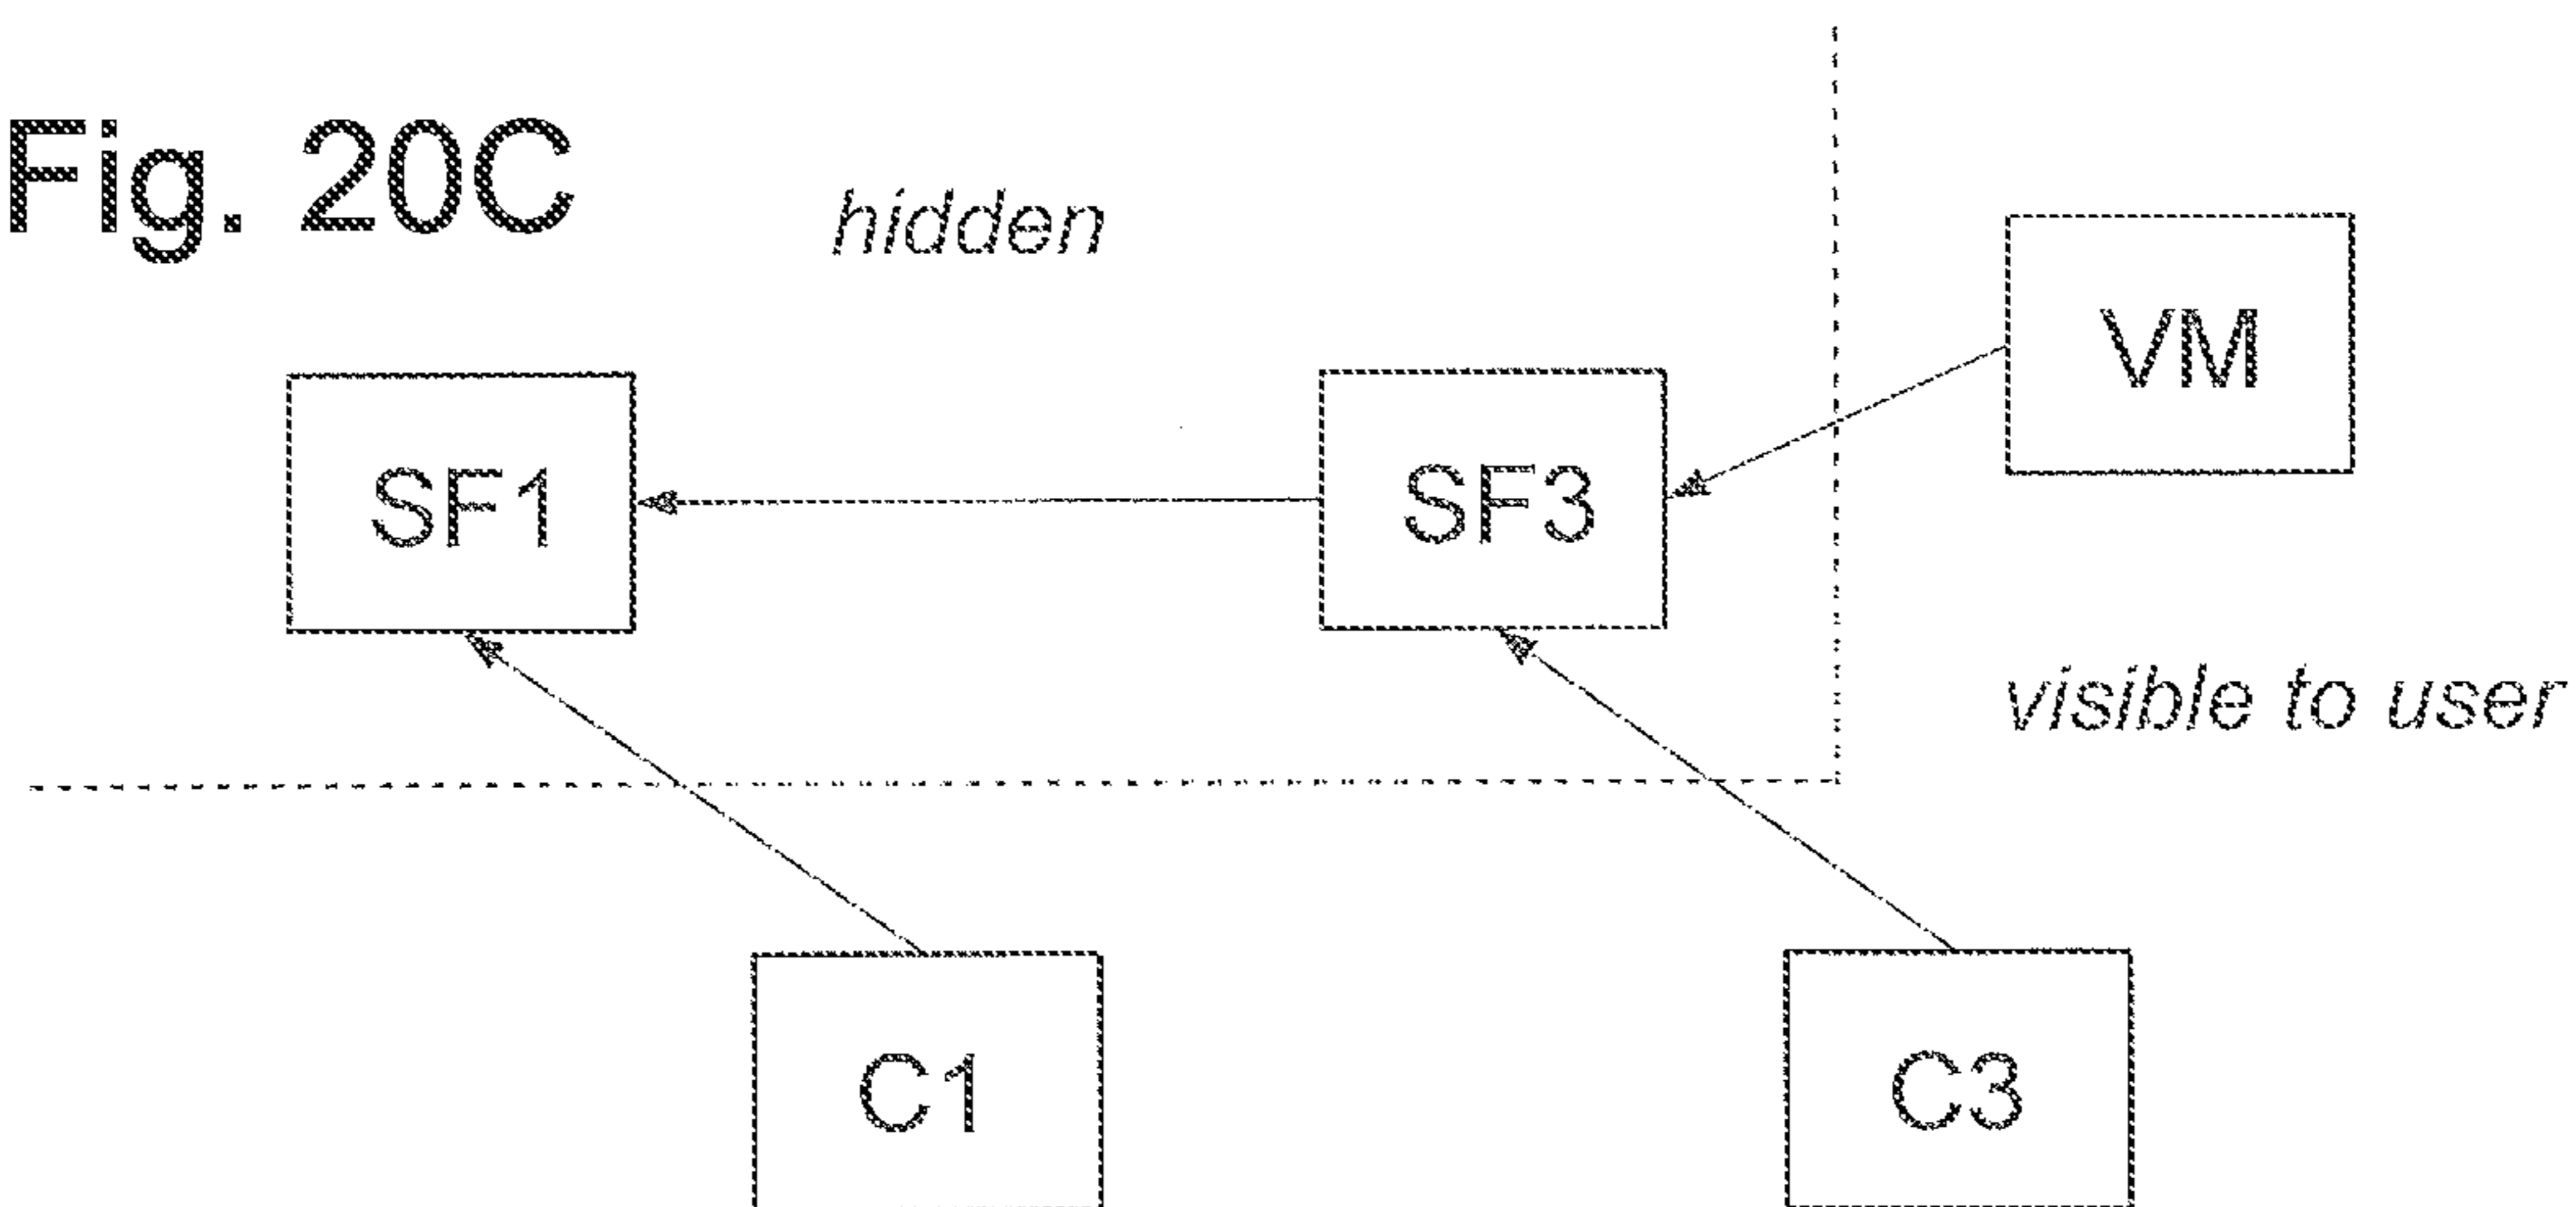 Fig. 20C
hidden
VM
SF1
SF3
visible to user
C1
C3